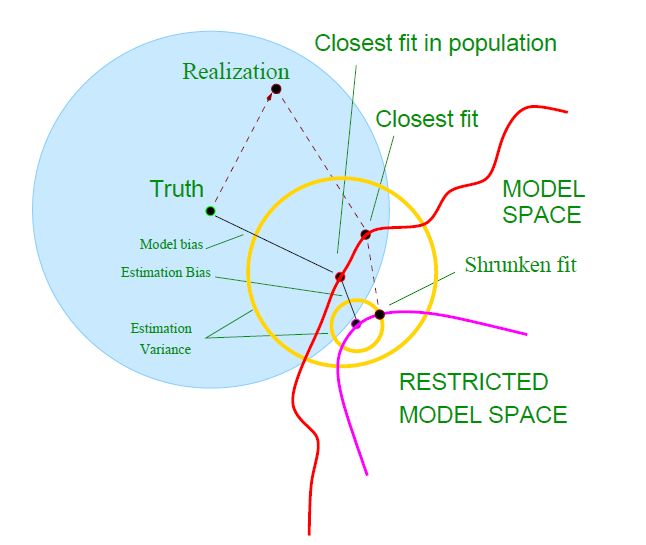 Closest fit in population
Realization
Closest fit
Truth
MODEL
SPACE
Model bias
Shrunken fit
Estimation Bias
Estimation
Variance
RESTRICTED
MODEL SPACE